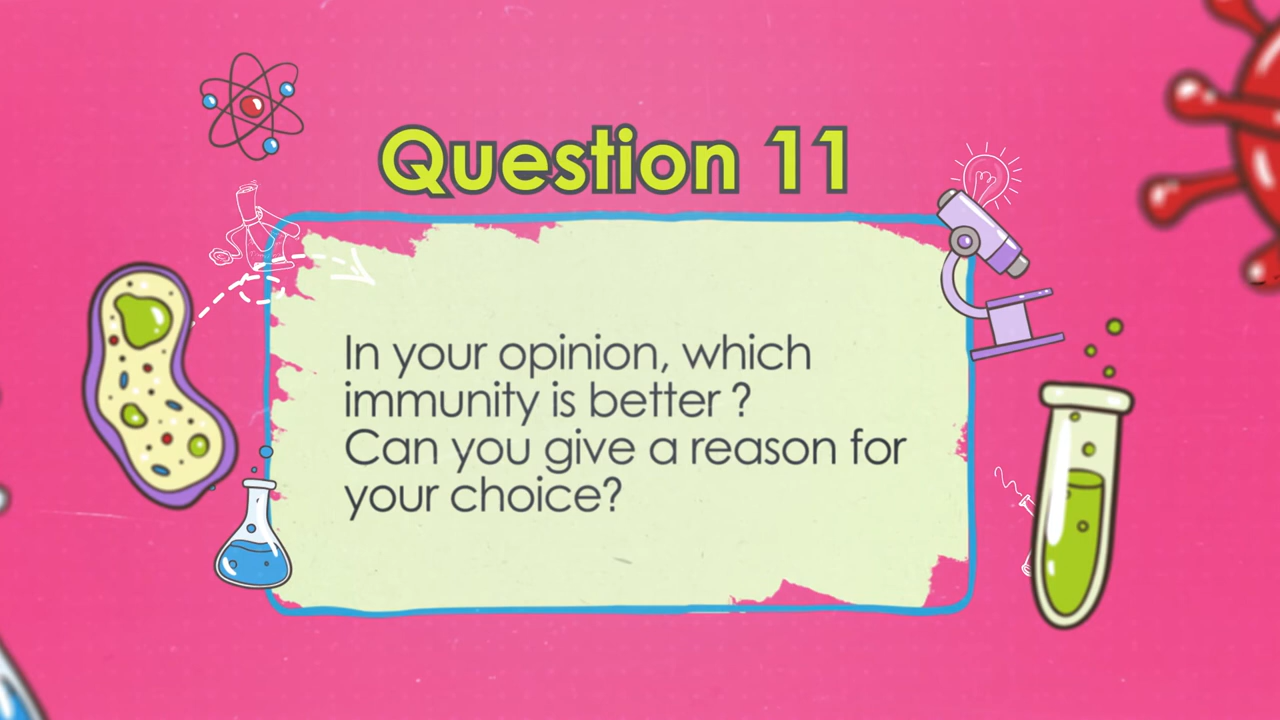 Question 11
In your opinion, which
immunity is better ?
Can you give a reason for
your choice?